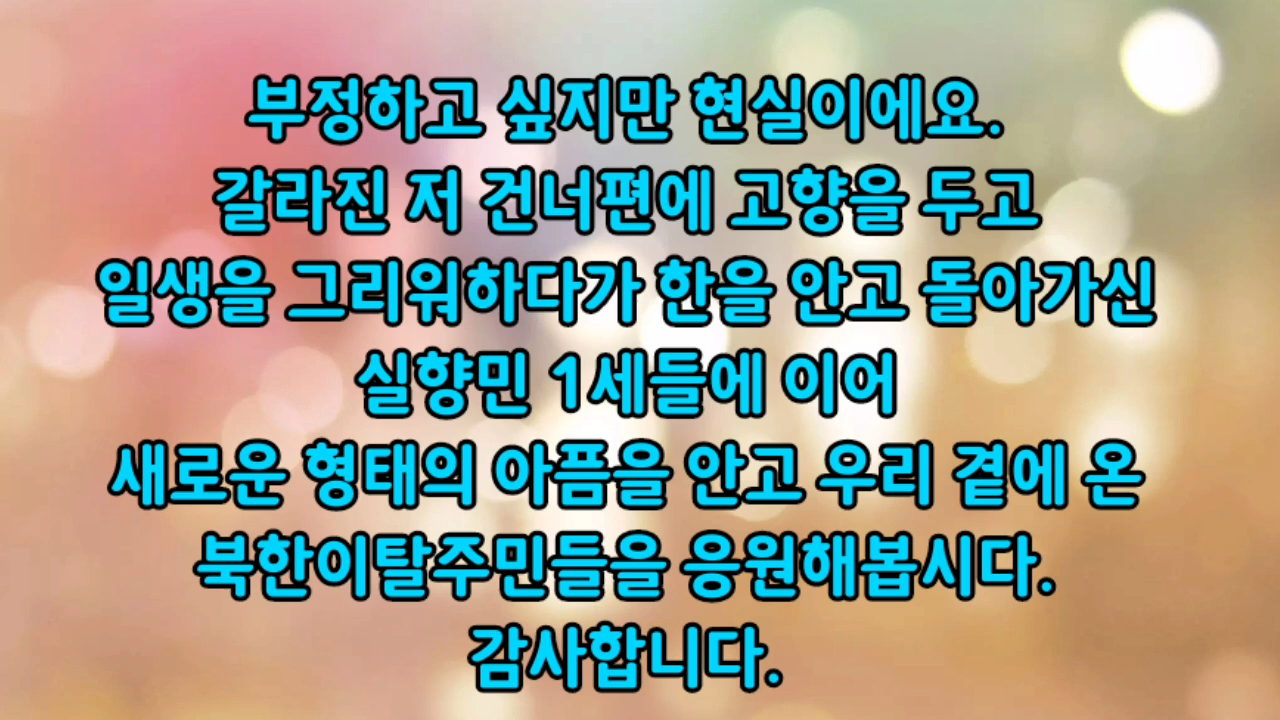 부정하고 싶지만 현실이에요.
갈라진 저 건너편에 고향을 두고
일생을 그리워하다가 한을 안고 돌아가신
실향민 1세들에 이어
새로운 형태의 아픔을 안고 우리 곁에 온
북한이탈주민들을 응원해봅시다.
감사합니다.